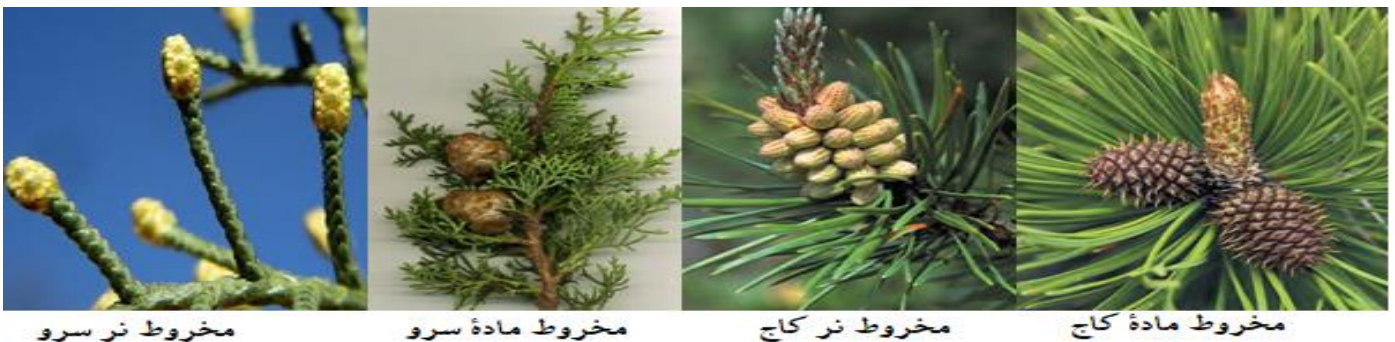 مخروط مادهٔ کاج
مخروط نر کاج
مخروط مادهٔ سرو
مخروط نر سرو